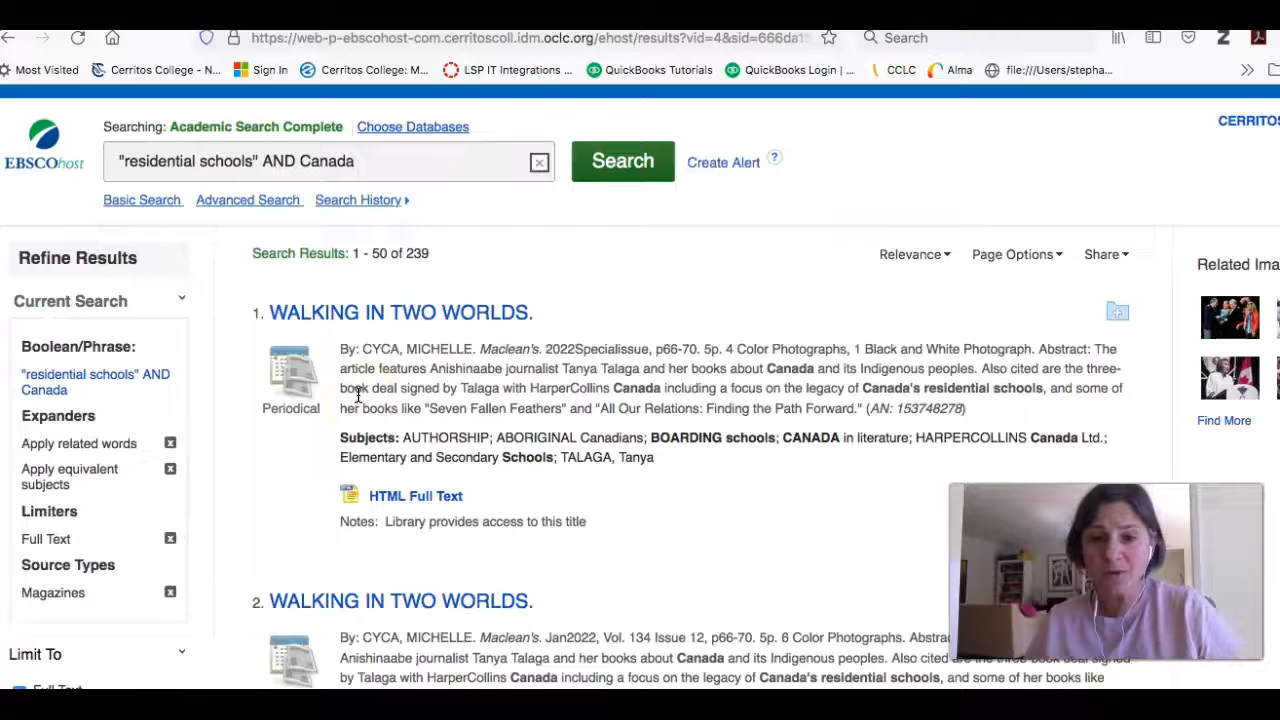 https://web-p-ebscohost-com.cerritoscoll.idm.oclc.org/ehost/results?vid=4&sid=666da15
Search
Most Visited
Cerritos College - N...
Sign In
Cerritos College: M...
LSP IT Integrations ...
QuickBooks Tutorials
QuickBooks Login | ...
CCLC
Alma
file:///Users/stepha...
EBSCOhost
Searching: Academic Search Complete
Choose Databases
CERRITOS
"residential schools" AND Canada
Search
Create Alert
?
Basic Search
Advanced Search
Search History
Refine Results
Current Search
Boolean/Phrase:
"residential schools" AND
Canada
Expanders
Apply related words
Apply equivalent
subjects
Limiters
Full Text
Source Types
Magazines
Limit To
Search Results: 1 - 50 of 239
Relevance
Page Options
Share
1. WALKING IN TWO WORLDS.
Periodical
By: CYCA, MICHELLE. Maclean's. 2022Specialissue, p66-70. 5p. 4 Color Photographs, 1 Black and White Photograph. Abstract: The
article features Anishinaabe journalist Tanya Talaga and her books about Canada and its Indigenous peoples. Also cited are the three-
book deal signed by Talaga with HarperCollins Canada including a focus on the legacy of Canada's residential schools, and some of
her books like "Seven Fallen Feathers" and "All Our Relations: Finding the Path Forward." (AN: 153748278)
Subjects: AUTHORSHIP; ABORIGINAL Canadians; BOARDING schools; CANADA in literature; HARPERCOLLINS Canada Ltd.;
Elementary and Secondary Schools; TALAGA, Tanya
HTML Full Text
Notes: Library provides access to this title
2. WALKING IN TWO WORLDS.
By: CYCA, MICHELLE. Maclean's. Jan2022, Vol. 134 Issue 12, p66-70. 5p. 6 Color Photographs.
Anishinaabe journalist Tanya Talaga and her books about Canada and its Indigenous peoples. Also
by Talaga with HarperCollins Canada including a focus on the legacy of Canada's residential schools, and some of her books like
Related Ima
Find More